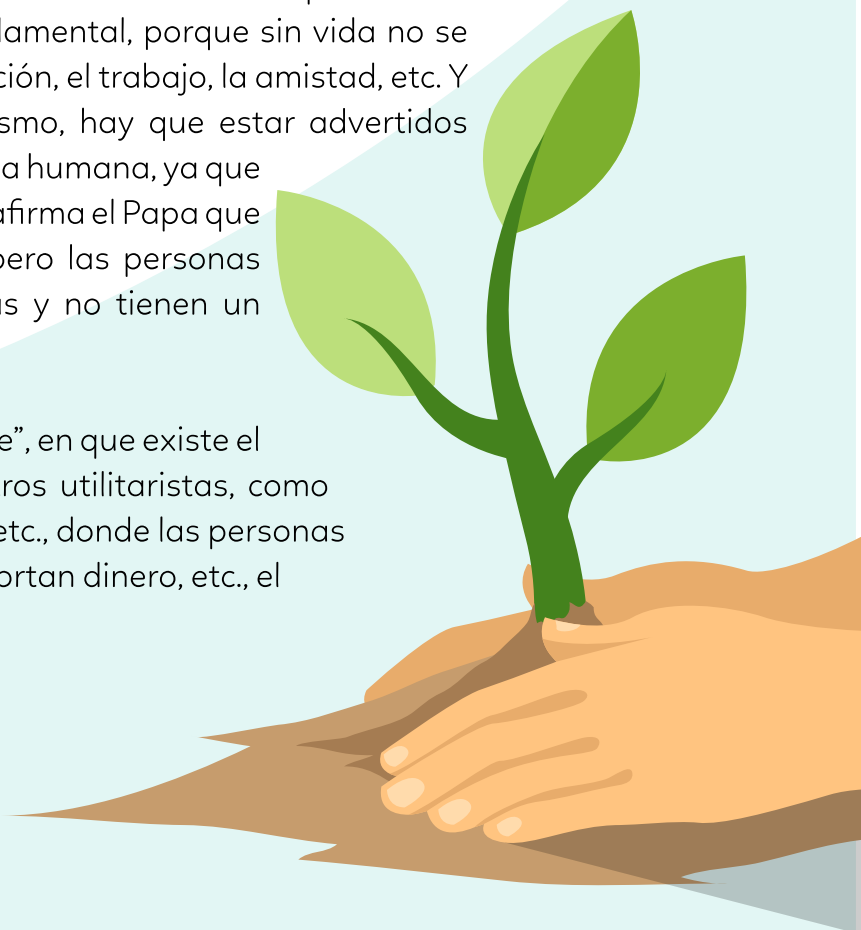 lamental, porque sin vida no se
ción, el trabajo, la amistad, etc. Y
smo, hay que estar advertidos
a humana, ya que
afirma el Papa que
pero las personas
as y no tienen un
e”, en que existe el
ros utilitaristas, como
etc., donde las personas
ortan dinero, etc., el